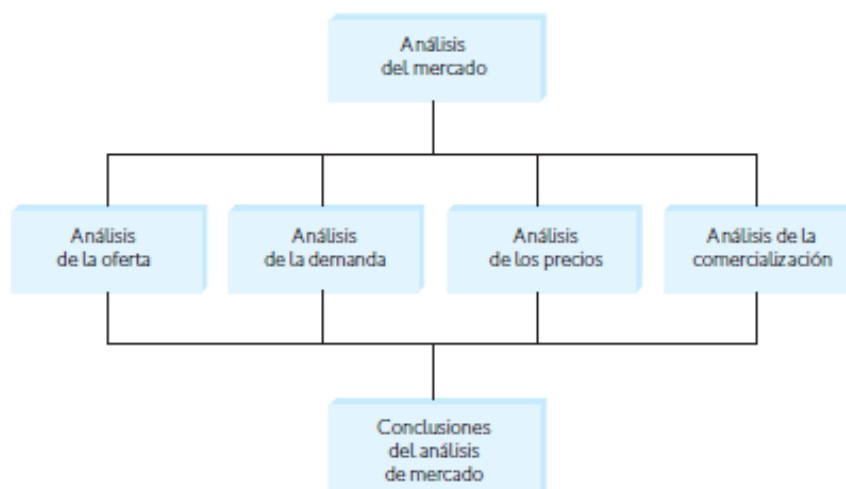 Análisis
del mercado
Análisis
de la oferta
Análisis
de la demanda
Análisis
de los precios
Análisis de la
comercialización
Conclusiones
del análisis
de mercado